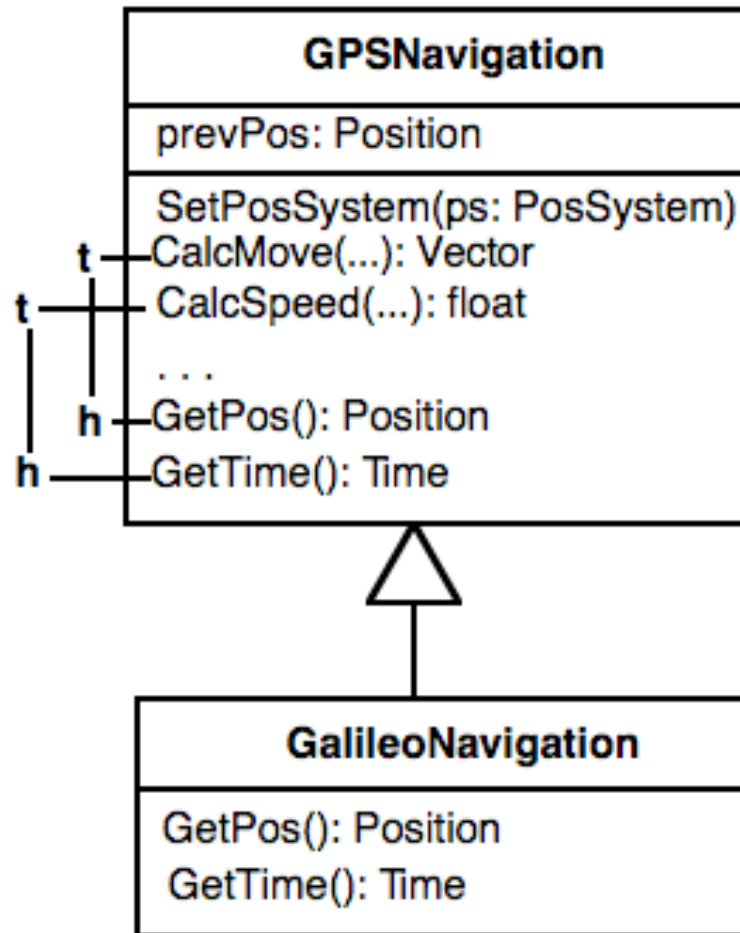 GPSNavigation
prevPos: Position
SetPosSystem(ps: PosSystem)
t CalcMove(...): Vector
t CalcSpeed(...): float
. . .
h GetPos(): Position
h GetTime(): Time
GalileoNavigation
GetPos(): Position
GetTime(): Time